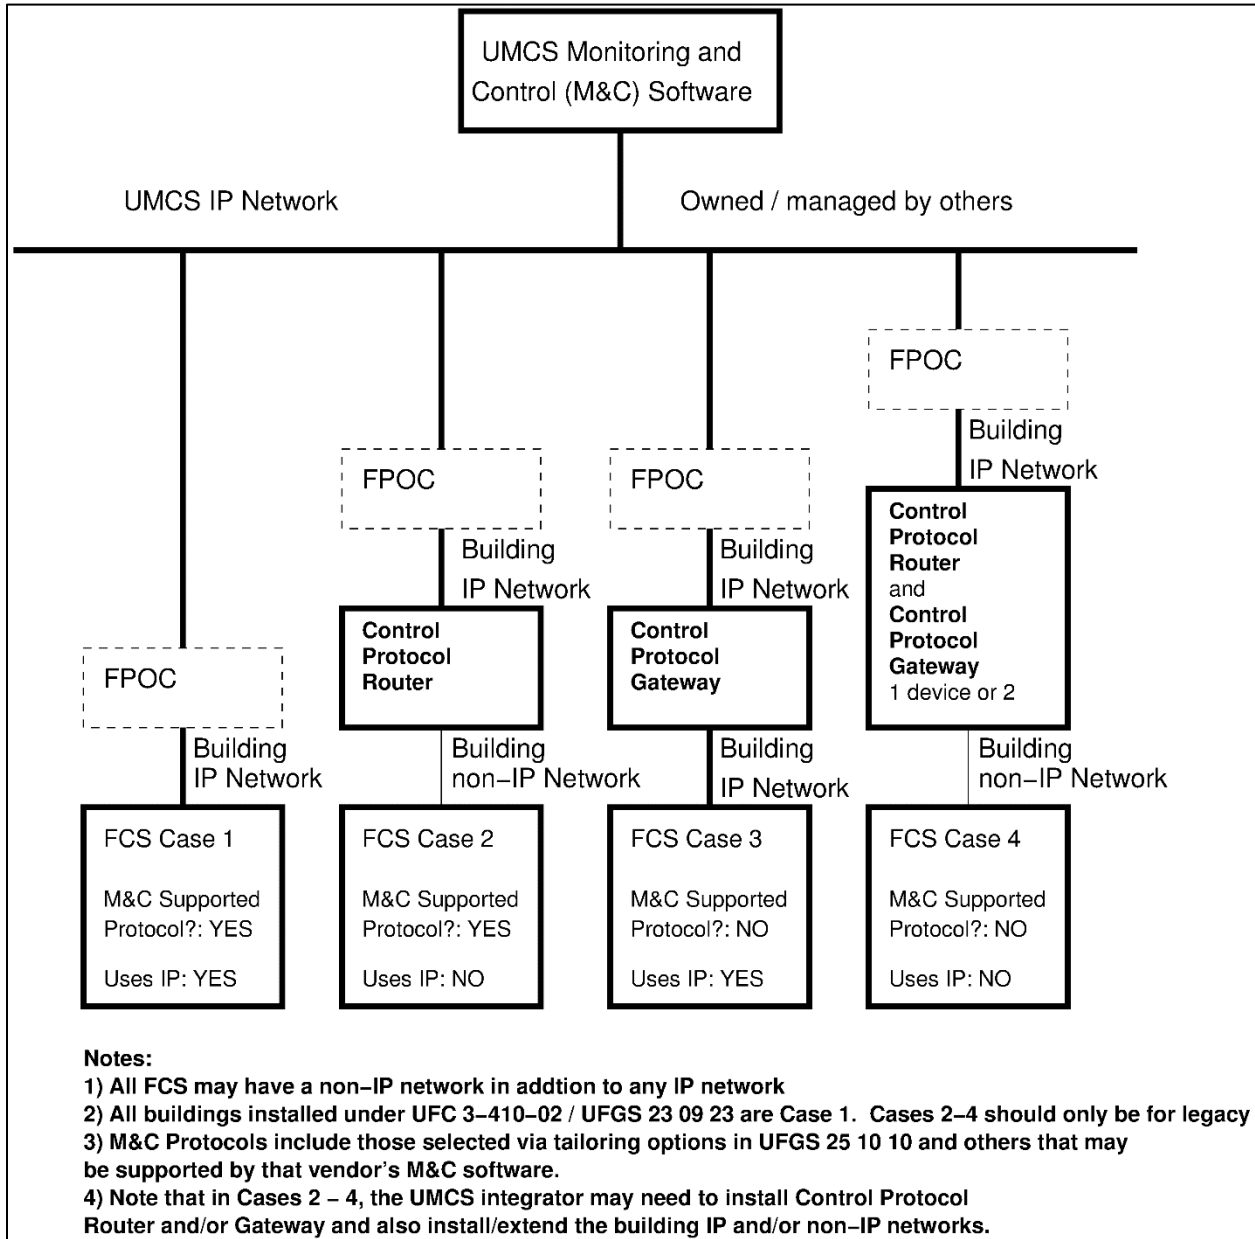 UMCS Monitoring and
Control (M&C) Software
UMCS IP Network
Owned / managed by others
FPOC
Building
IP Network
FPOC
Building
IP Network
FPOC
Building
IP Network
Control
Protocol
Router
and
Control
Protocol
Gateway
1 device or 2
Control
Protocol
Router
Control
Protocol
Gateway
FPOC
Building
IP Network
Building
non–IP Network
Building
IP Network
Building
non–IP Network
FCS Case 1
M&C Supported
Protocol?: YES
Uses IP: YES
FCS Case 2
M&C Supported
Protocol?: YES
Uses IP: NO
FCS Case 3
M&C Supported
Protocol?: NO
Uses IP: YES
FCS Case 4
M&C Supported
Protocol?: NO
Uses IP: NO
Notes:
1) All FCS may have a non–IP network in addtion to any IP network
2) All buildings installed under UFC 3–410–02 / UFGS 23 09 23 are Case 1.  Cases 2–4 should only be for legacy
3) M&C Protocols include those selected via tailoring options in UFGS 25 10 10 and others that may
be supported by that vendor's M&C software.
4) Note that in Cases 2 – 4, the UMCS integrator may need to install Control Protocol
Router and/or Gateway and also install/extend the building IP and/or non–IP networks.